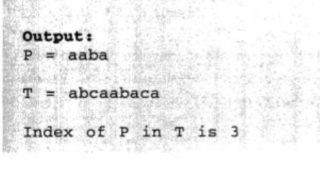 Output:
P = aaba
T = abcaabaca
Index of P in T is 3